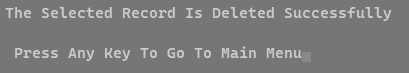 The Selected Record Is Deleted Successfully
Press Any Key To Go To Main Menu